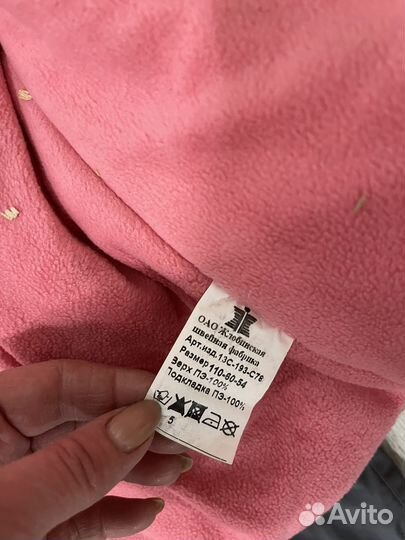 ОАО Жлобинская
швейная фабрика
Арт.изд.13С-193-С78
Размер 110-60-54
Верх ПЭ-100%
Подкладка ПЭ-100%
5
Avito